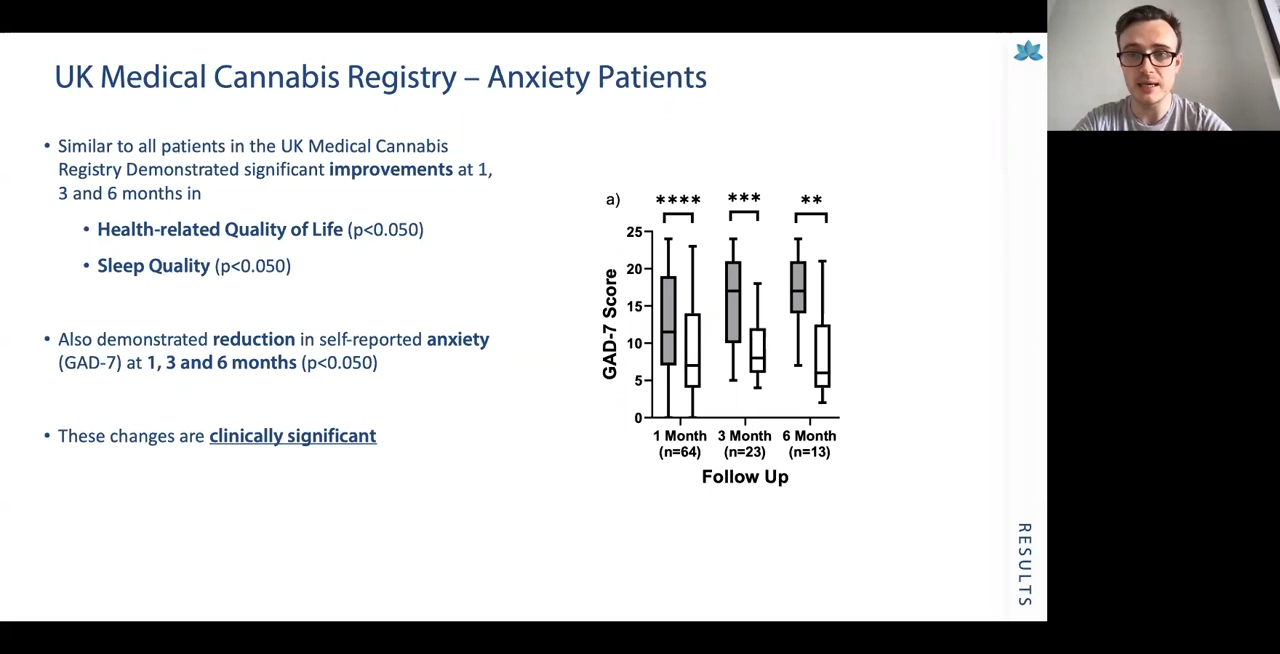 UK Medical Cannabis Registry – Anxiety Patients
• Similar to all patients in the UK Medical Cannabis
Registry Demonstrated significant improvements at 1,
3 and 6 months in
• Health-related Quality of Life (p<0.050)
• Sleep Quality (p<0.050)
• Also demonstrated reduction in self-reported anxiety
(GAD-7) at 1, 3 and 6 months (p<0.050)
• These changes are clinically significant
a)
**** *** **
GAD-7 Score
25
20
15
10
5
0
1 Month 3 Month 6 Month
(n=64) (n=23) (n=13)
Follow Up
RESULTS